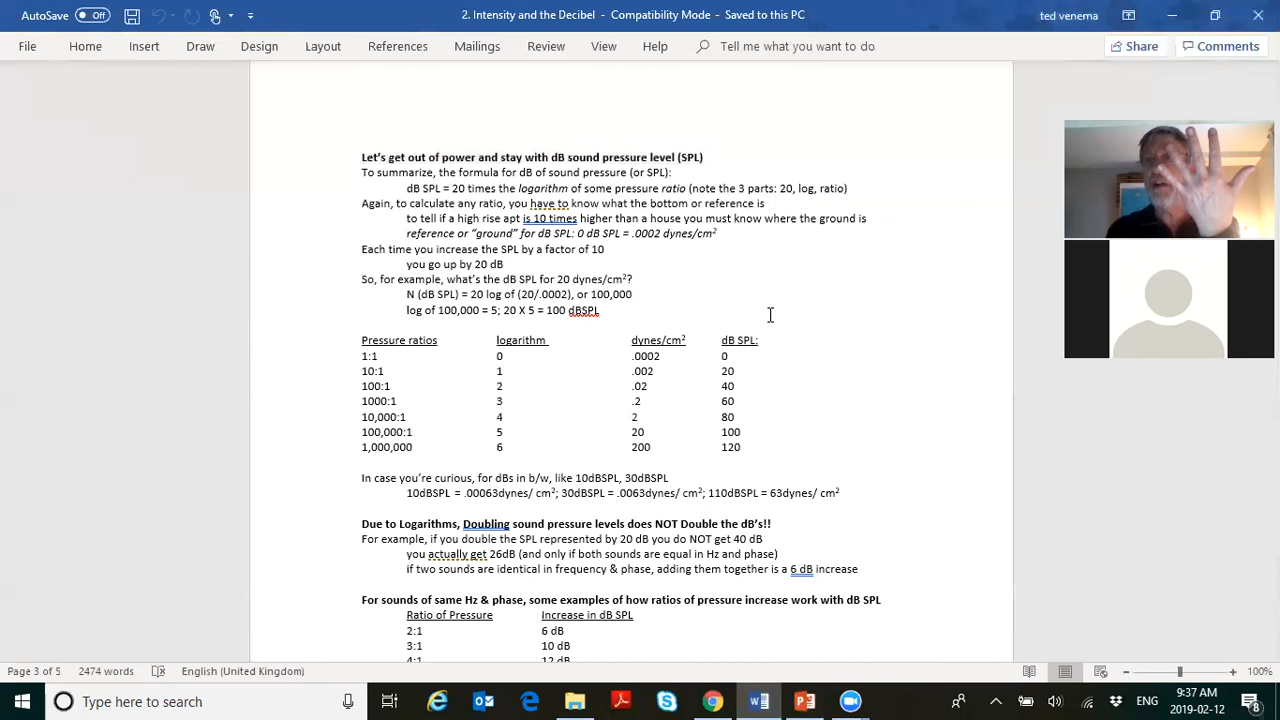 AutoSave Off 2. Intensity and the Decibel - Compatibility Mode - Saved to this PC ted venema
File Home Insert Draw Design Layout References Mailings Review View Help Tell me what you want to do Share Comments
Let's get out of power and stay with dB sound pressure level (SPL)
To summarize, the formula for dB of sound pressure (or SPL):
dB SPL = 20 times the logarithm of some pressure ratio (note the 3 parts: 20, log, ratio)
Again, to calculate any ratio, you have to know what the bottom or reference is
to tell if a high rise apt is 10 times higher than a house you must know where the ground is
reference or "ground" for dB SPL: 0 dB SPL = .0002 dynes/cm²
Each time you increase the SPL by a factor of 10
you go up by 20 dB
So, for example, what's the dB SPL for 20 dynes/cm²?
N (dB SPL) = 20 log of (20/.0002), or 100,000
log of 100,000 = 5; 20 X 5 = 100 dBSPL
Pressure ratios logarithm dynes/cm² dB SPL:
1:1 0 .0002 0
10:1 1 .002 20
100:1 2 .02 40
1000:1 3 .2 60
10,000:1 4 2 80
100,000:1 5 20 100
1,000,000 6 200 120
In case you're curious, for dBs in b/w, like 10dBSPL, 30dBSPL
10dBSPL = .00063dynes/ cm²; 30dBSPL = .0063dynes/ cm²; 110dBSPL = 63dynes/ cm²
Due to Logarithms, Doubling sound pressure levels does NOT Double the dB's!!
For example, if you double the SPL represented by 20 dB you do NOT get 40 dB
you actually get 26dB (and only if both sounds are equal in Hz and phase)
if two sounds are identical in frequency & phase, adding them together is a 6 dB increase
For sounds of same Hz & phase, some examples of how ratios of pressure increase work with dB SPL
Ratio of Pressure Increase in dB SPL
2:1 6 dB
3:1 10 dB
4:1 12 dB
Page 3 of 5 2474 words English (United Kingdom) 100%
Type here to search ENG 9:37 AM
2019-02-12 8